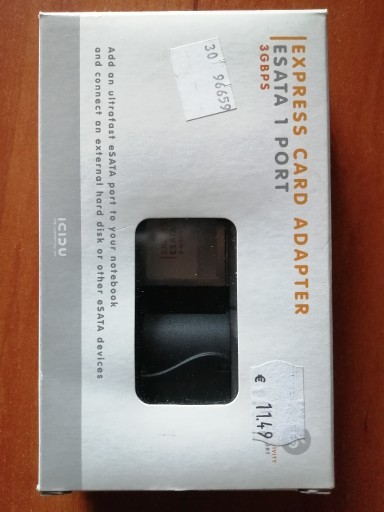 EXPRESS CARD ADAPTER
ESATA 1 PORT
3GBPS
30° 96659
Add an ultrafast eSATA port to your notebook
and connect an external hard disk or other eSATA devices
ICIDU
€ 11.49